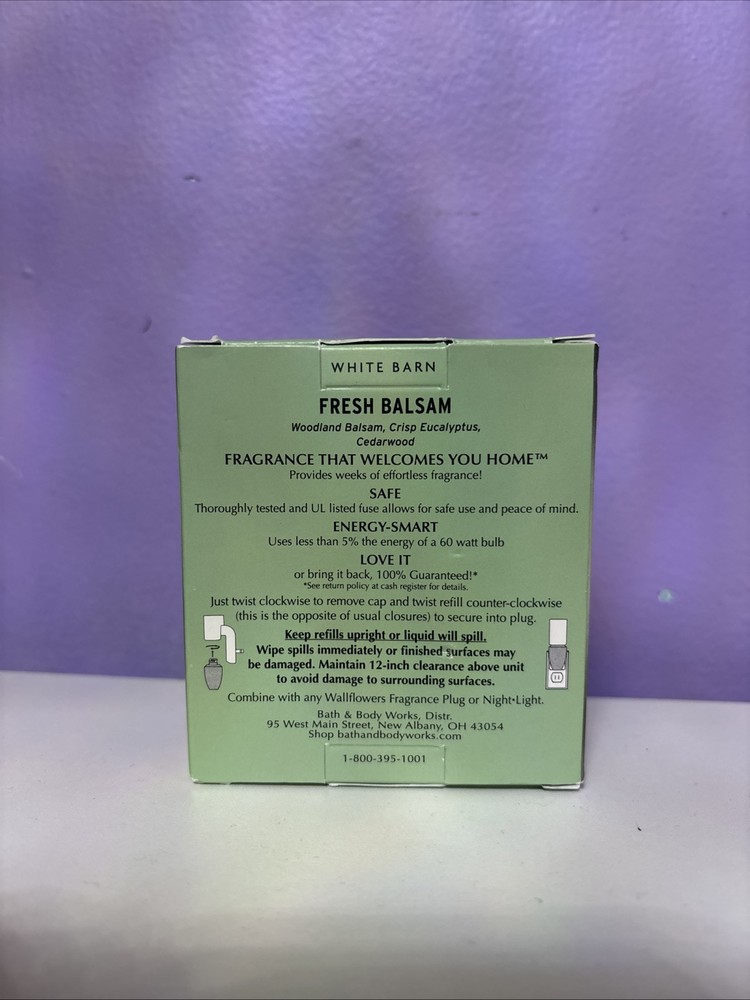 WHITE BARN
FRESH BALSAM
Woodland Balsam, Crisp Eucalyptus,
Cedarwood
FRAGRANCE THAT WELCOMES YOU HOME™
Provides weeks of effortless fragrance!
SAFE
Thoroughly tested and UL listed fuse allows for safe use and peace of mind.
ENERGY-SMART
Uses less than 5% the energy of a 60 watt bulb
LOVE IT
or bring it back, 100% Guaranteed!*
*See return policy at cash register for details.
Just twist clockwise to remove cap and twist refill counter-clockwise
(this is the opposite of usual closures) to secure into plug.
Keep refills upright or liquid will spill.
Wipe spills immediately or finished surfaces may
be damaged. Maintain 12-inch clearance above unit
to avoid damage to surrounding surfaces.
Combine with any Wallflowers Fragrance Plug or Night•Light.
Bath & Body Works, Distr.
95 West Main Street, New Albany, OH 43054
Shop bathandbodyworks.com
1-800-395-1001